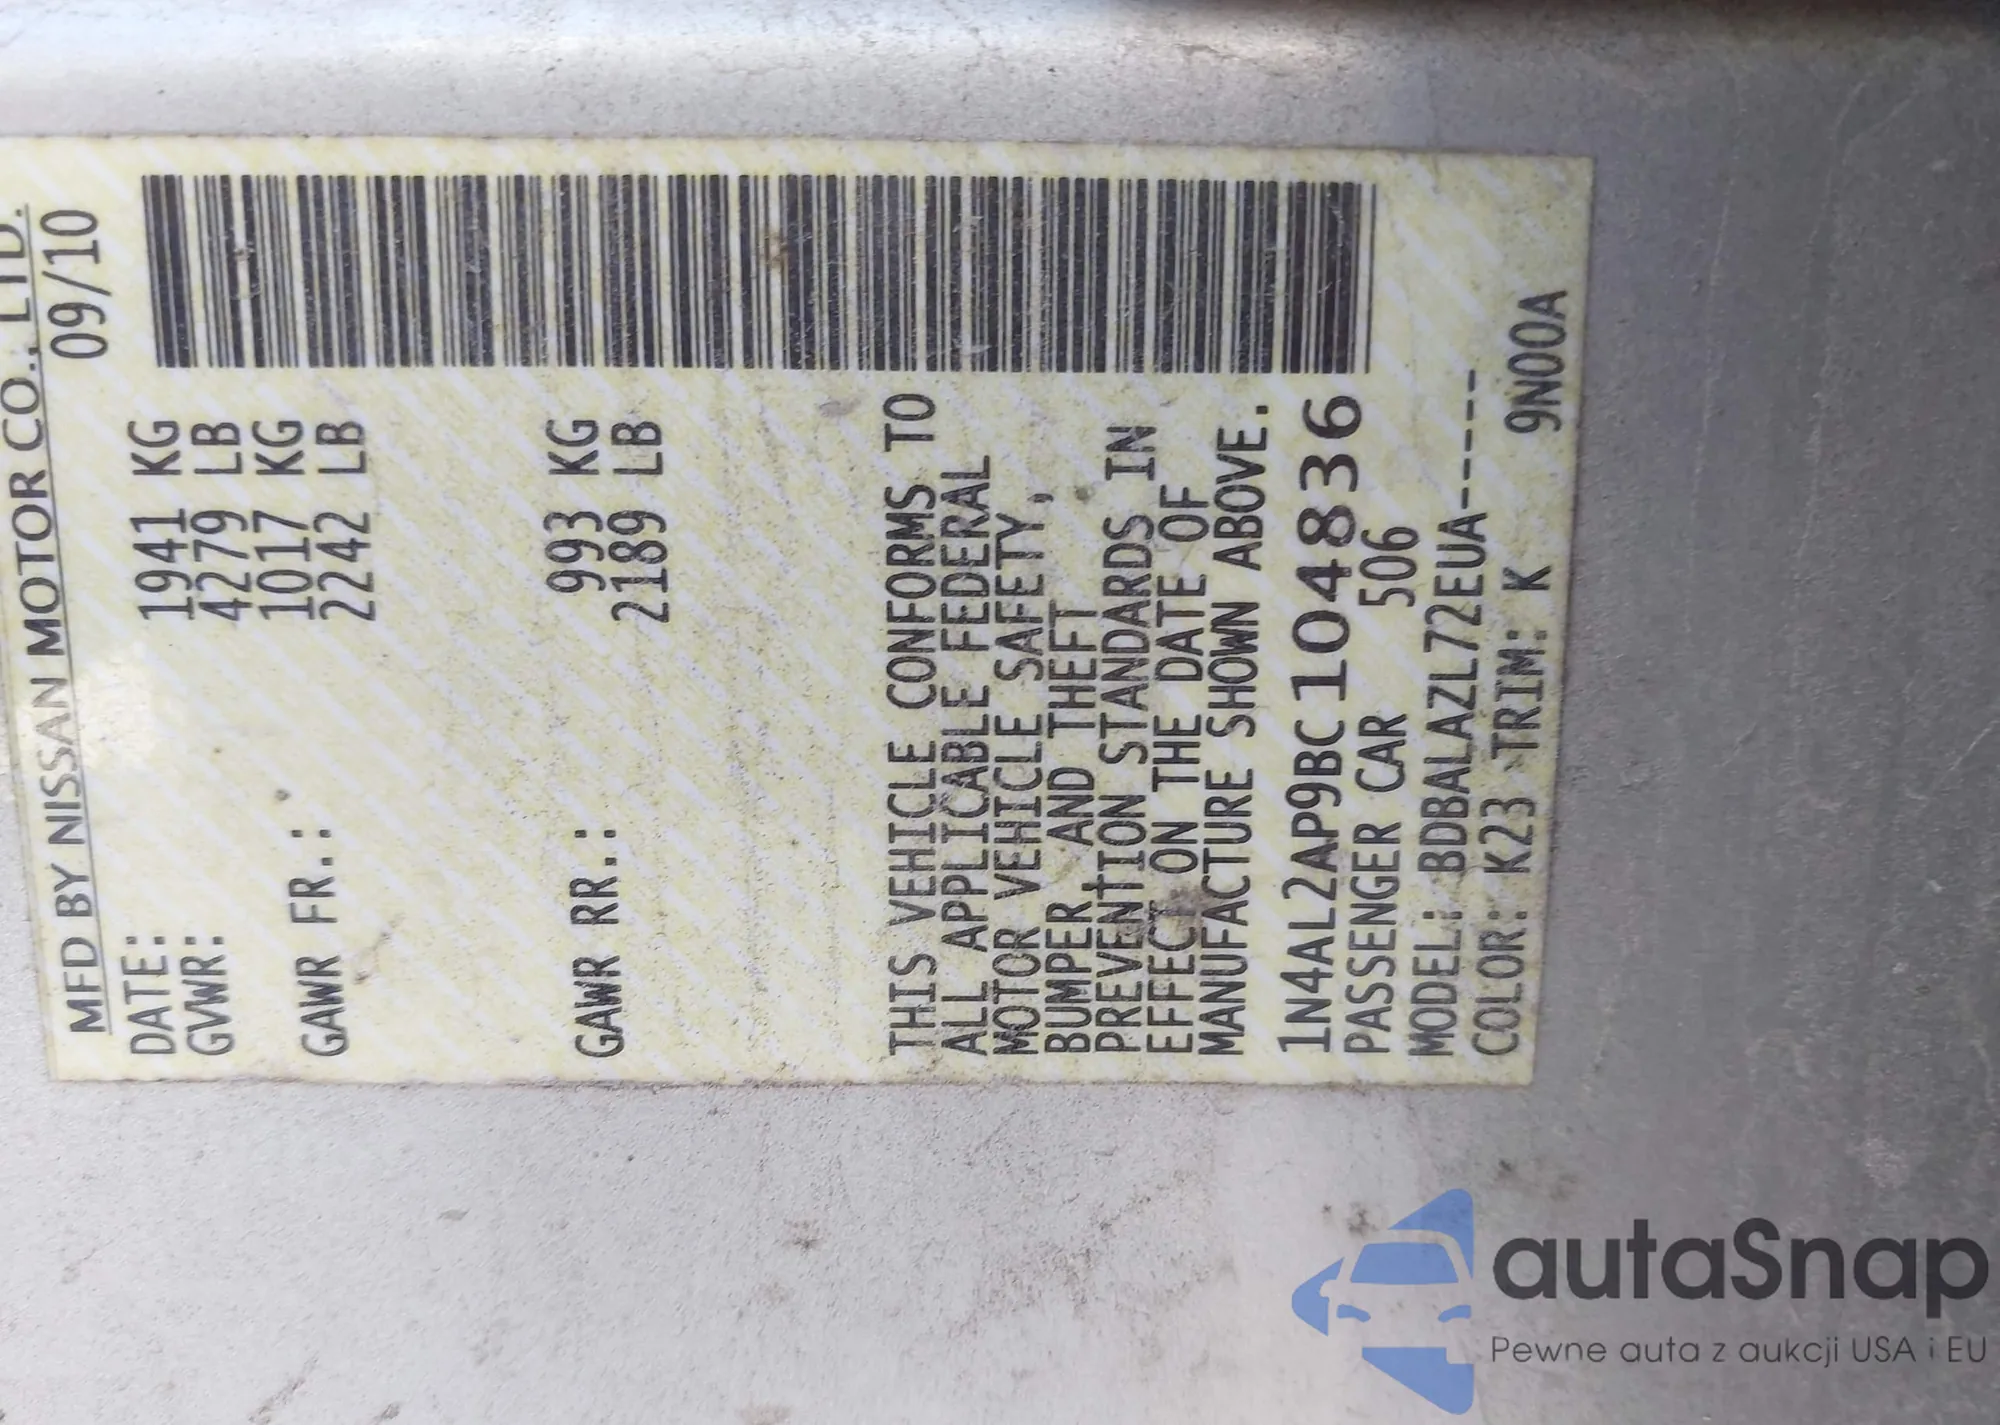 MFD BY NISSAN MOTOR CO., LTD.
DATE: 09/10
GVWR: 1941 KG
4279 LB
GAWR FR.: 1017 KG
2242 LB
GAWR RR.: 993 KG
2189 LB
THIS VEHICLE CONFORMS TO
ALL APPLICABLE FEDERAL
MOTOR VEHICLE SAFETY,
BUMPER AND THEFT
PREVENTION STANDARDS IN
EFFECT ON THE DATE OF
MANUFACTURE SHOWN ABOVE.
1N4AL2AP9BC104836
PASSENGER CAR 506
MODEL: BDBALAZL72EUA-----
COLOR: K23 TRIM: K 9N00A
autaSnap
Pewne auta z aukcji USA i EU